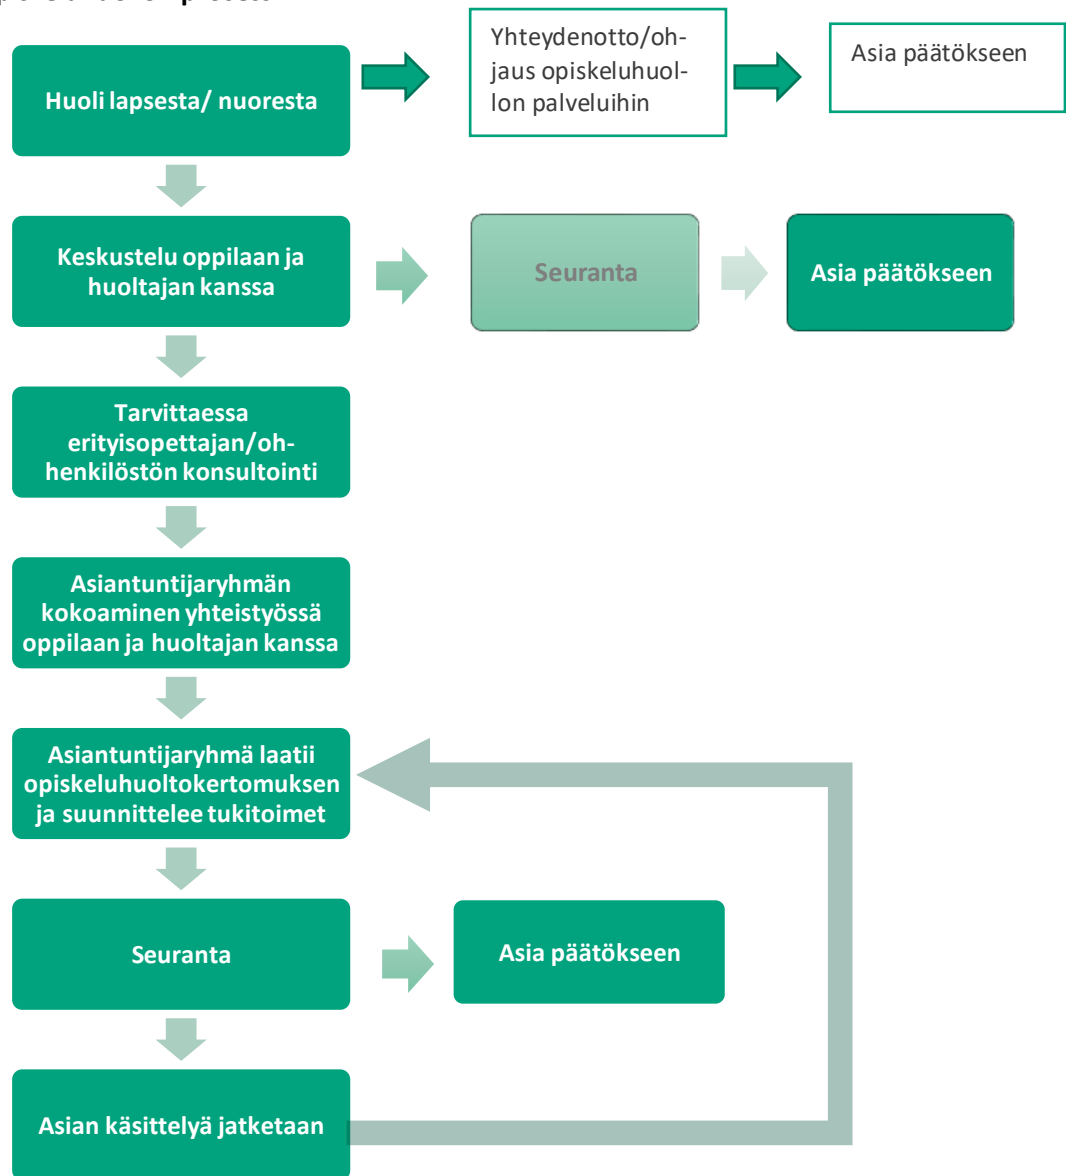 Huoli lapsesta/ nuoresta
Yhteydenotto/oh-
jaus opiskeluhuol-
lon palveluihin
Asia päätökseen
Keskustelu oppilaan ja
huoltajan kanssa
Seuranta
Asia päätökseen
Tarvittaessa
erityisopettajan/oh-
henkilöstön konsultointi
Asiantuntijaryhmän
kokoaminen yhteistyössä
oppilaan ja huoltajan kanssa
Asiantuntijaryhmä laatii
opiskeluhuoltokertomuksen
ja suunnittelee tukitoimet
Seuranta
Asia päätökseen
Asian käsittelyä jatketaan